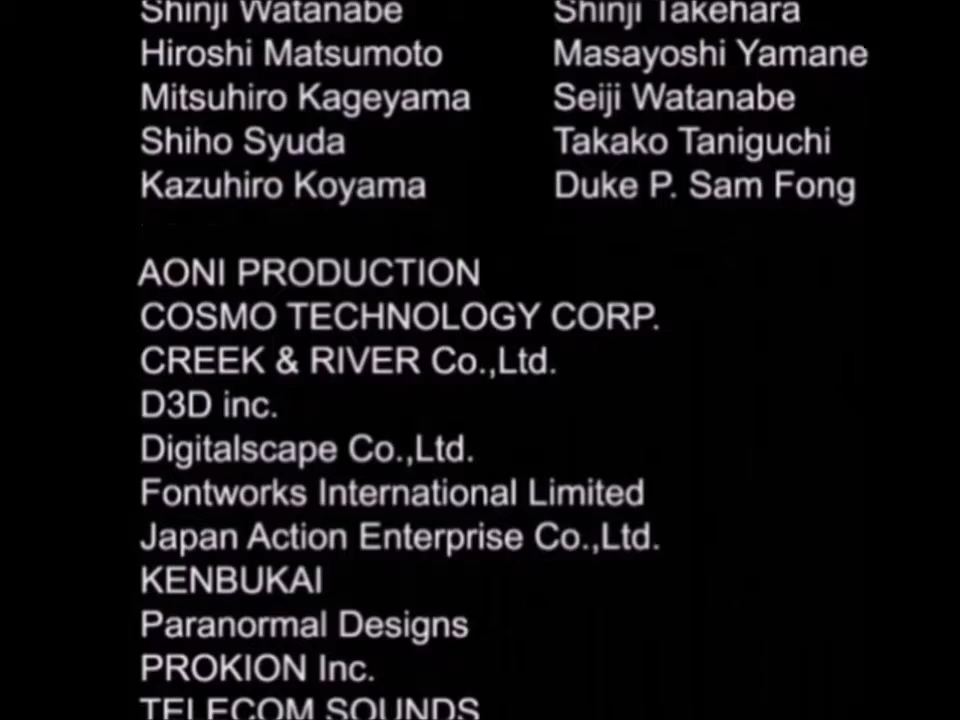 Shinji Watanabe Shinji Takehara
Hiroshi Matsumoto Masayoshi Yamane
Mitsuhiro Kageyama Seiji Watanabe
Shiho Syuda Takako Taniguchi
Kazuhiro Koyama Duke P. Sam Fong
AONI PRODUCTION
COSMO TECHNOLOGY CORP.
CREEK & RIVER Co.,Ltd.
D3D inc.
Digitalscape Co.,Ltd.
Fontworks International Limited
Japan Action Enterprise Co.,Ltd.
KENBUKAI
Paranormal Designs
PROKION Inc.
TELECOM SOUNDS